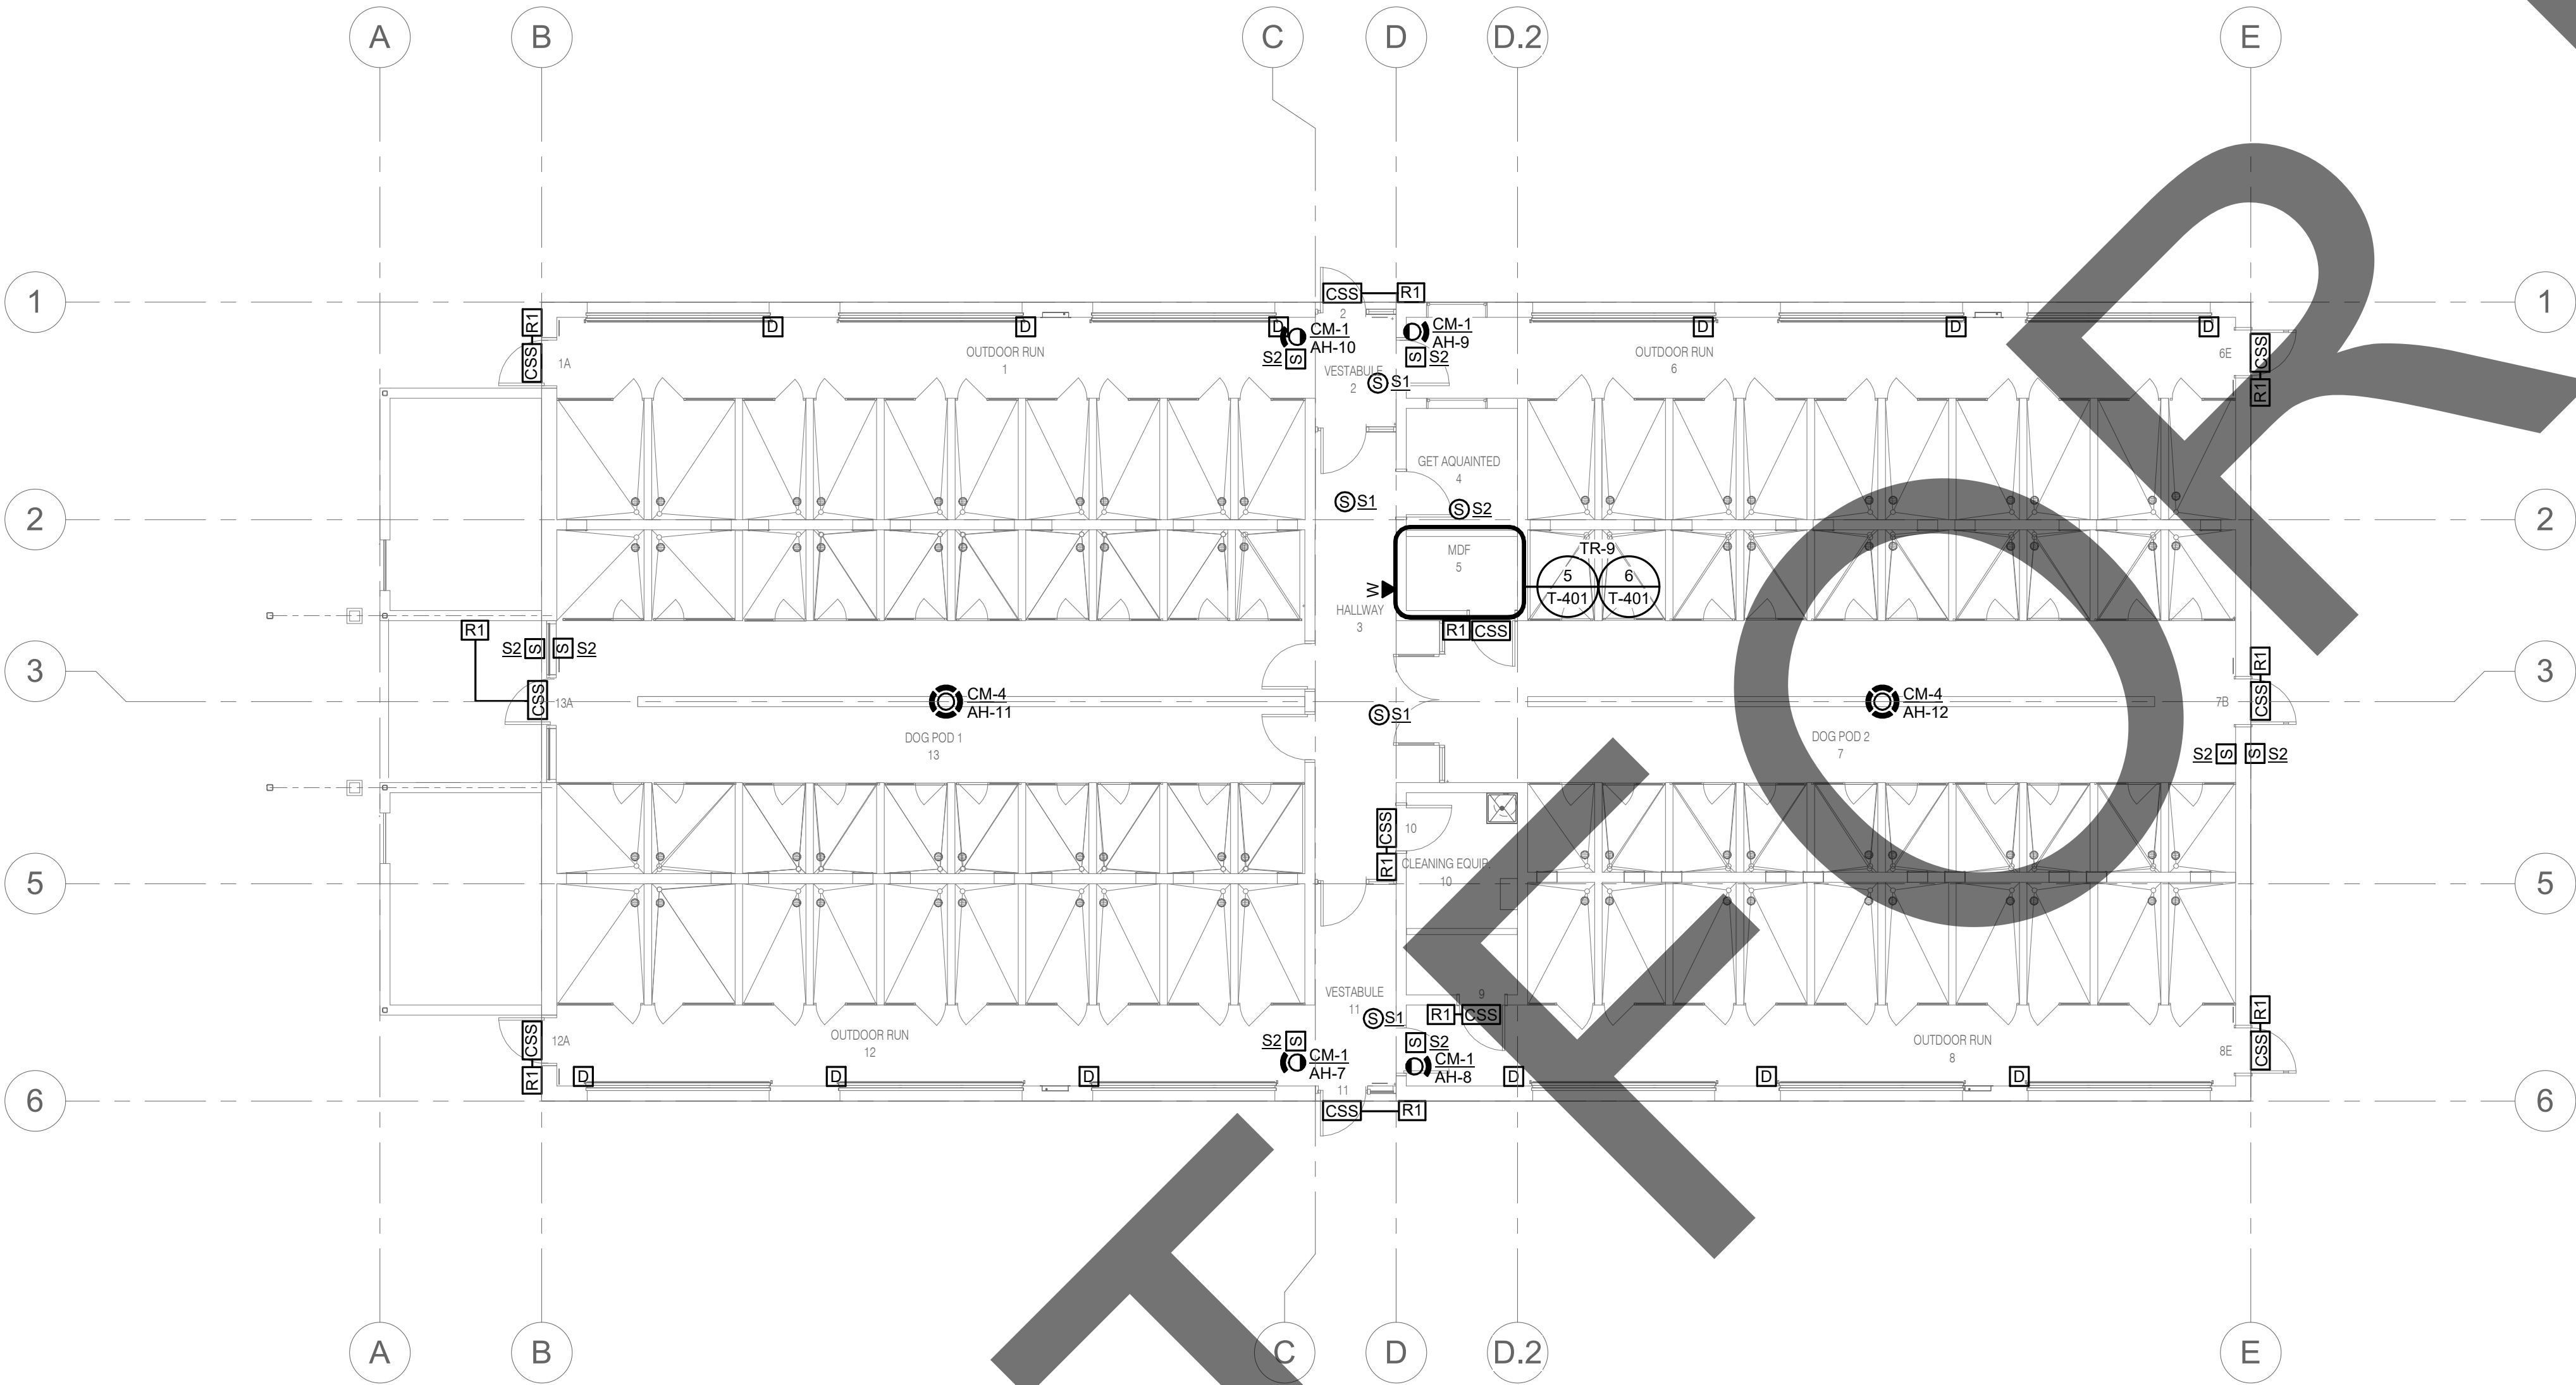 A
B
C
D
D.2
E
1
1
CSS
R1
2
R1
D
D
D
CM-1
AH-10
CM-1
AH-9
D
D
D
CSS
1A
OUTDOOR RUN
1
S2
S
S
S2
OUTDOOR RUN
6
6E
CSS
R1
VESTABULE
2
S
S1
GET AQUAINTED
4
S
S1
S
S2
2
2
MDF
5
TR-9
5
T-401
6
T-401
W
HALLWAY
3
R1
R1
CSS
S2
S
S
S2
R1
3
3
CSS
13A
CM-4
AH-11
S
S1
CM-4
AH-12
7B
CSS
DOG POD 1
13
DOG POD 2
7
S2
S
S
S2
CSS
10
R1
CLEANING EQUIP.
10
5
5
VESTABULE
11
9
S
S1
R1
CSS
R1
CSS
12A
OUTDOOR RUN
12
S2
S
S
S2
OUTDOOR RUN
8
8E
CSS
R1
D
D
D
CM-1
AH-7
CM-1
AH-8
D
D
D
11
6
6
CSS
R1
A
B
C
D
D.2
E
T
F
O
R